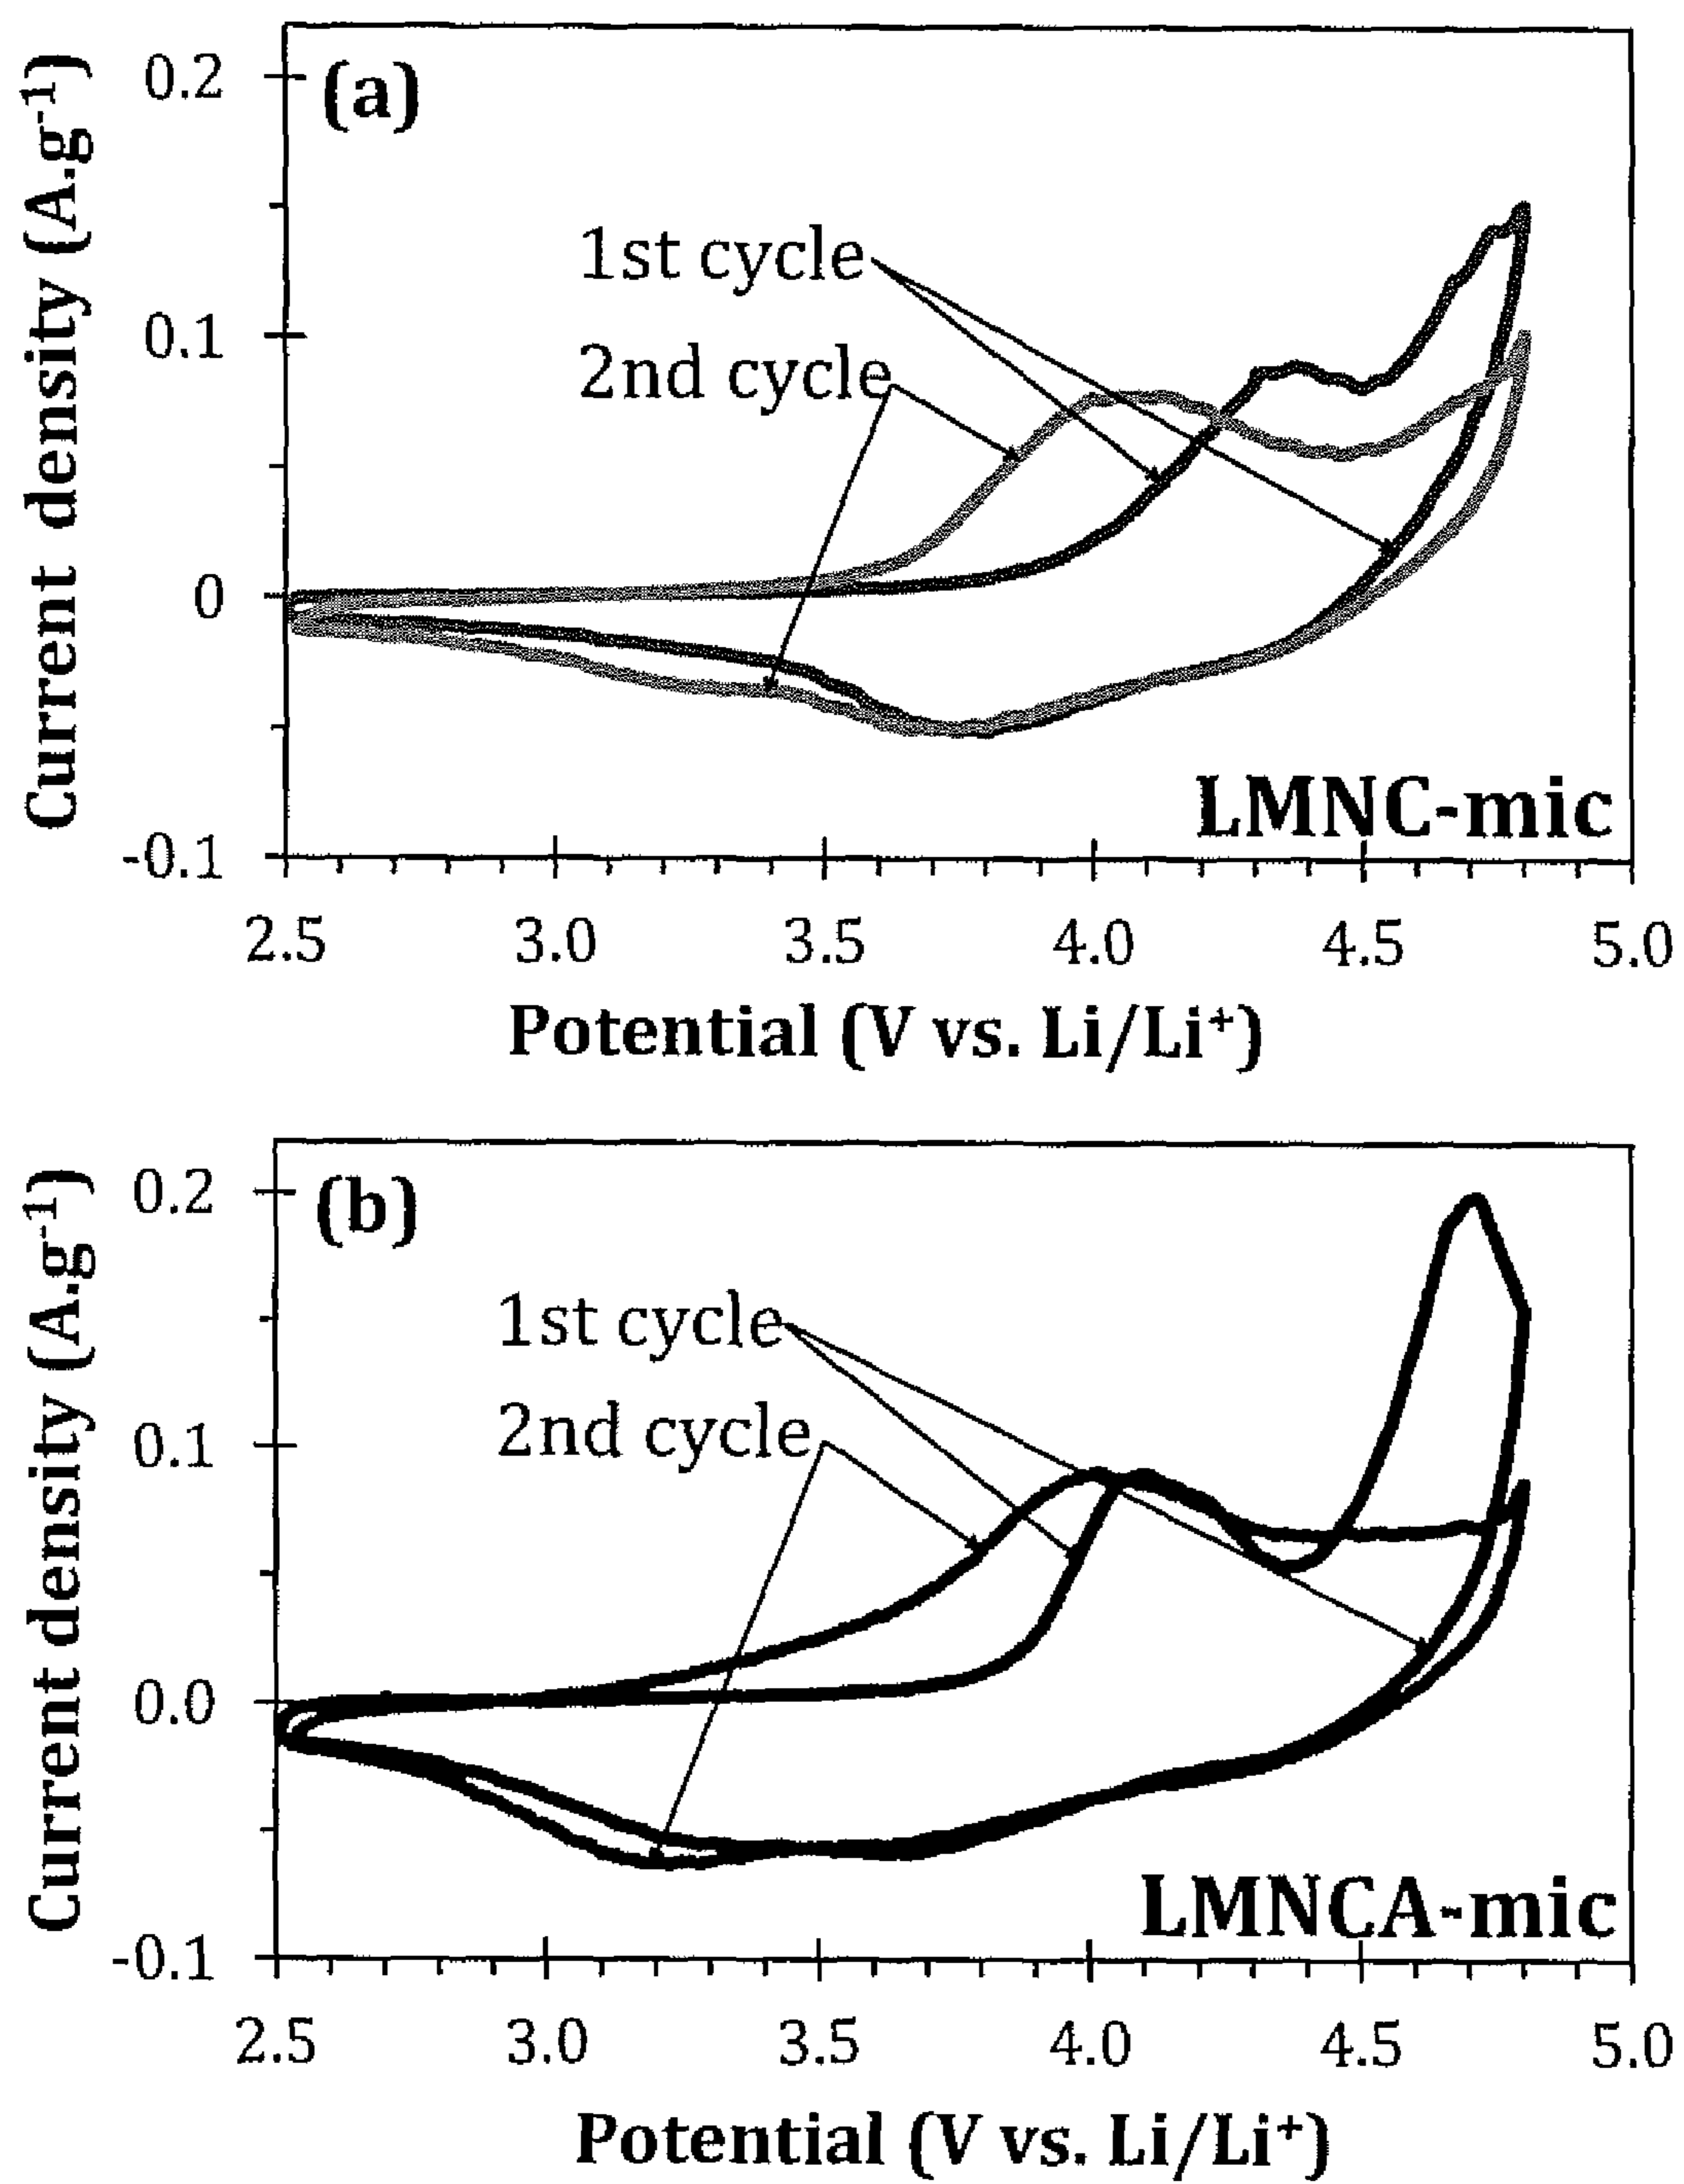 (a)
Current density (A.g⁻¹)
0.2
0.1
0
-0.1
1st cycle
2nd cycle
LMNC-mic
2.5 3.0 3.5 4.0 4.5 5.0
Potential (V vs. Li/Li⁺)
(b)
Current density (A.g⁻¹)
0.2
0.1
0.0
-0.1
1st cycle
2nd cycle
LMNCA-mic
2.5 3.0 3.5 4.0 4.5 5.0
Potential (V vs. Li/Li⁺)